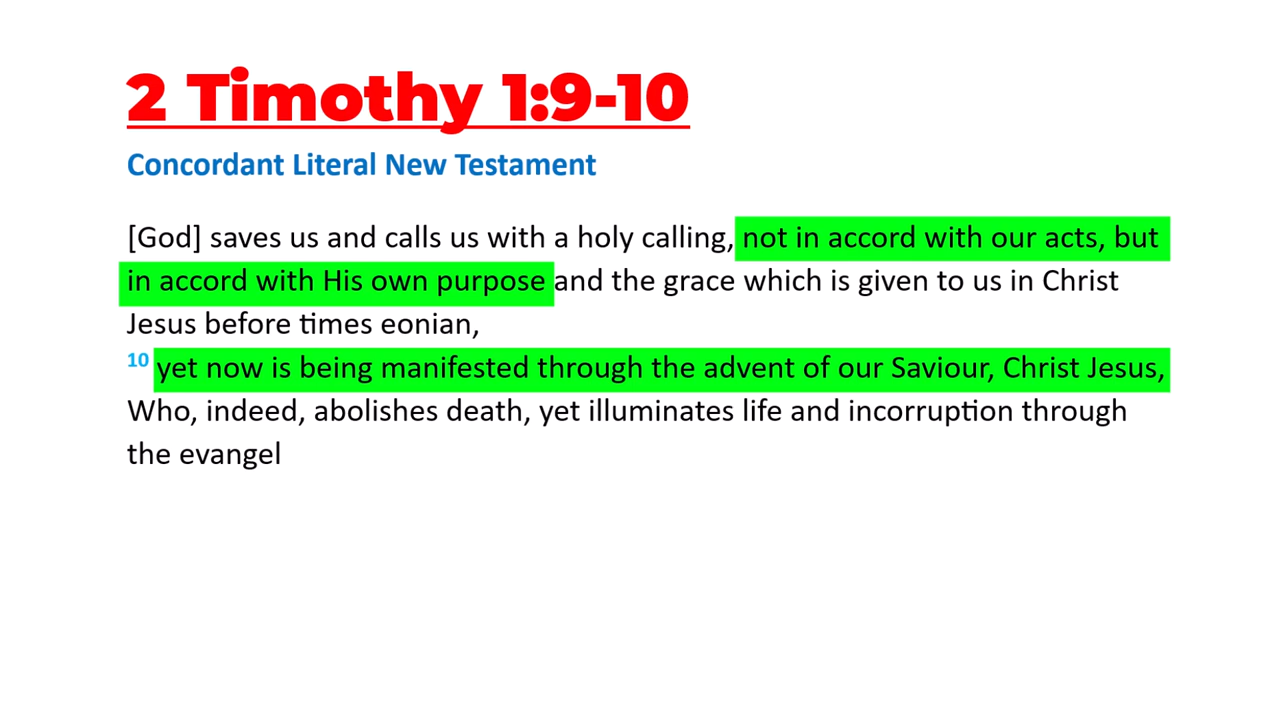 2 Timothy 1:9-10
Concordant Literal New Testament
[God] saves us and calls us with a holy calling, not in accord with our acts, but
in accord with His own purpose and the grace which is given to us in Christ
Jesus before times eonian,
10 yet now is being manifested through the advent of our Saviour, Christ Jesus,
Who, indeed, abolishes death, yet illuminates life and incorruption through
the evangel